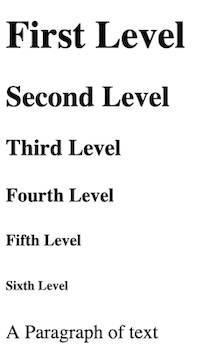 First Level
Second Level
Third Level
Fourth Level
Fifth Level
Sixth Level
A Paragraph of text